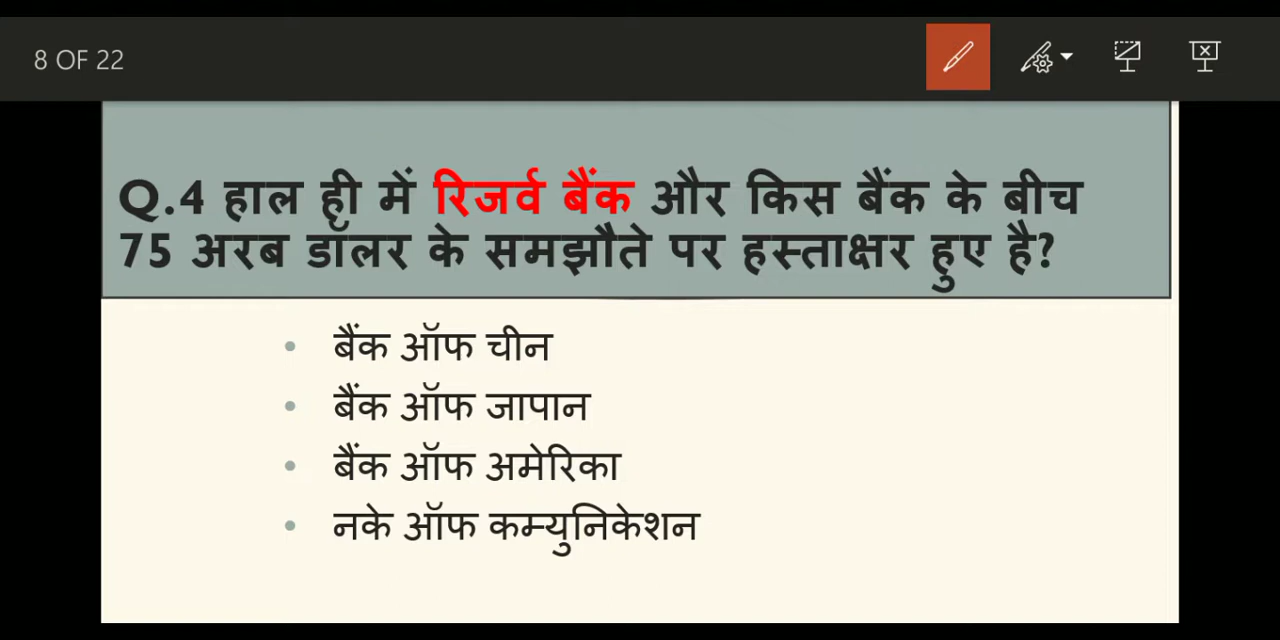 8 OF 22
Q.4 हाल ही में रिजर्व बैंक और किस बैंक के बीच
75 अरब डॉलर के समझौते पर हस्ताक्षर हुए है?
• बैंक ऑफ चीन
• बैंक ऑफ जापान
• बैंक ऑफ अमेरिका
• नके ऑफ कम्युनिकेशन